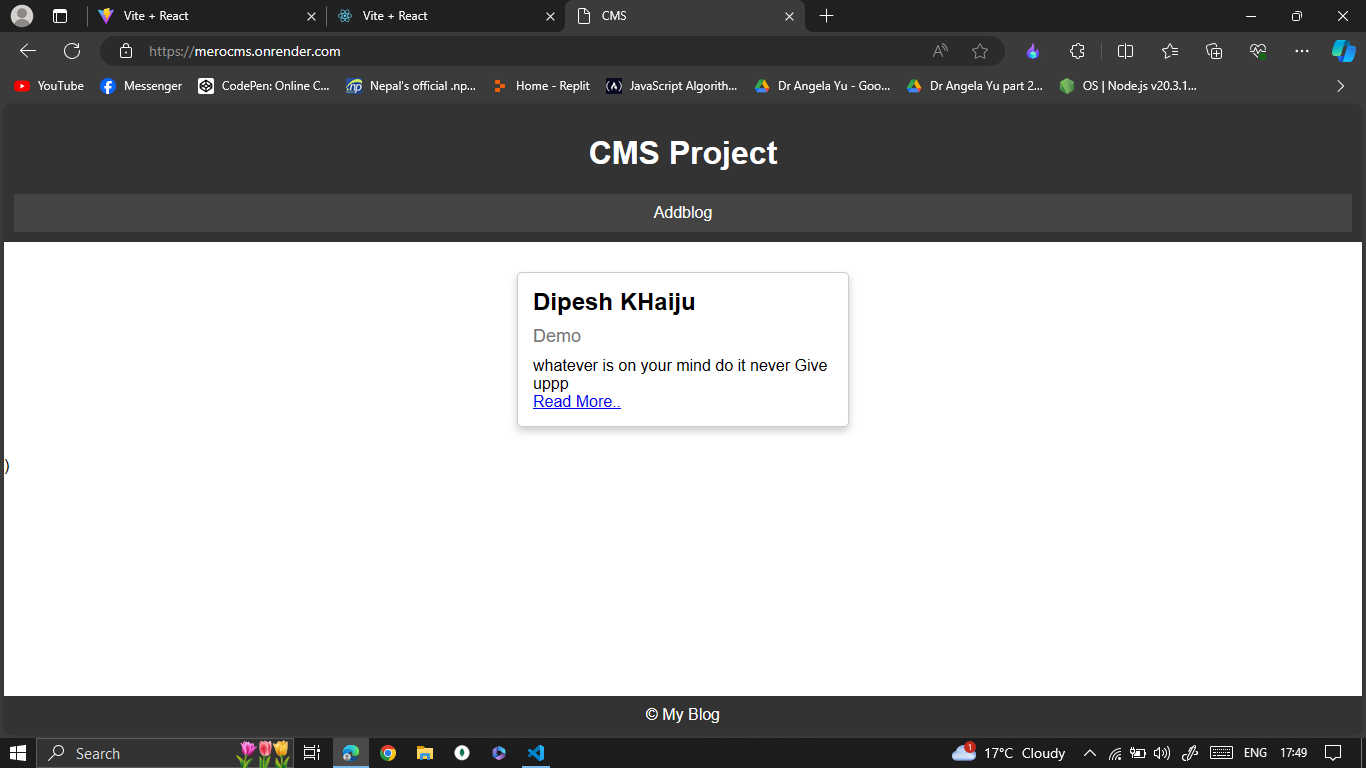 Vite + React
Vite + React
CMS
https://merocms.onrender.com
YouTube
Messenger
CodePen: Online C...
Nepal's official .np...
Home - Replit
JavaScript Algorith...
Dr Angela Yu - Goo...
Dr Angela Yu part 2...
OS | Node.js v20.3.1...
CMS Project
Addblog
Dipesh KHaiju
Demo
whatever is on your mind do it never Give
uppp
Read More..
)
© My Blog
Search
1
17°C Cloudy
ENG
17:49